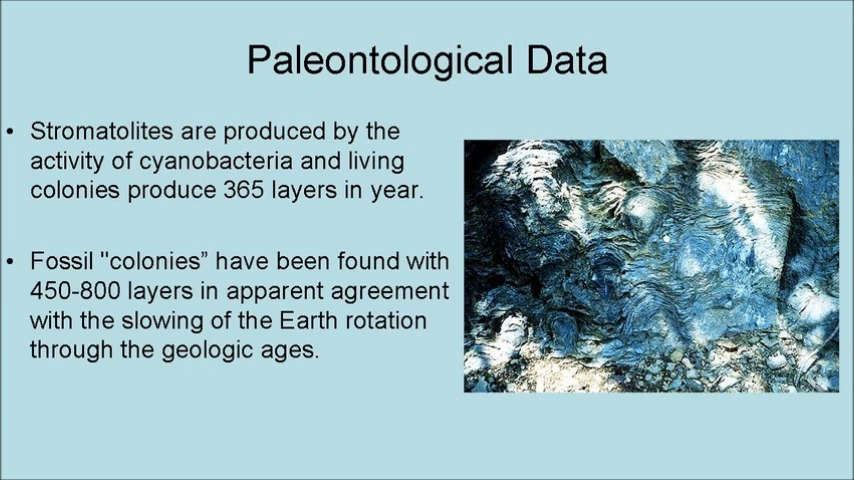 Paleontological Data
• Stromatolites are produced by the
activity of cyanobacteria and living
colonies produce 365 layers in year.
• Fossil "colonies” have been found with
450-800 layers in apparent agreement
with the slowing of the Earth rotation
through the geologic ages.